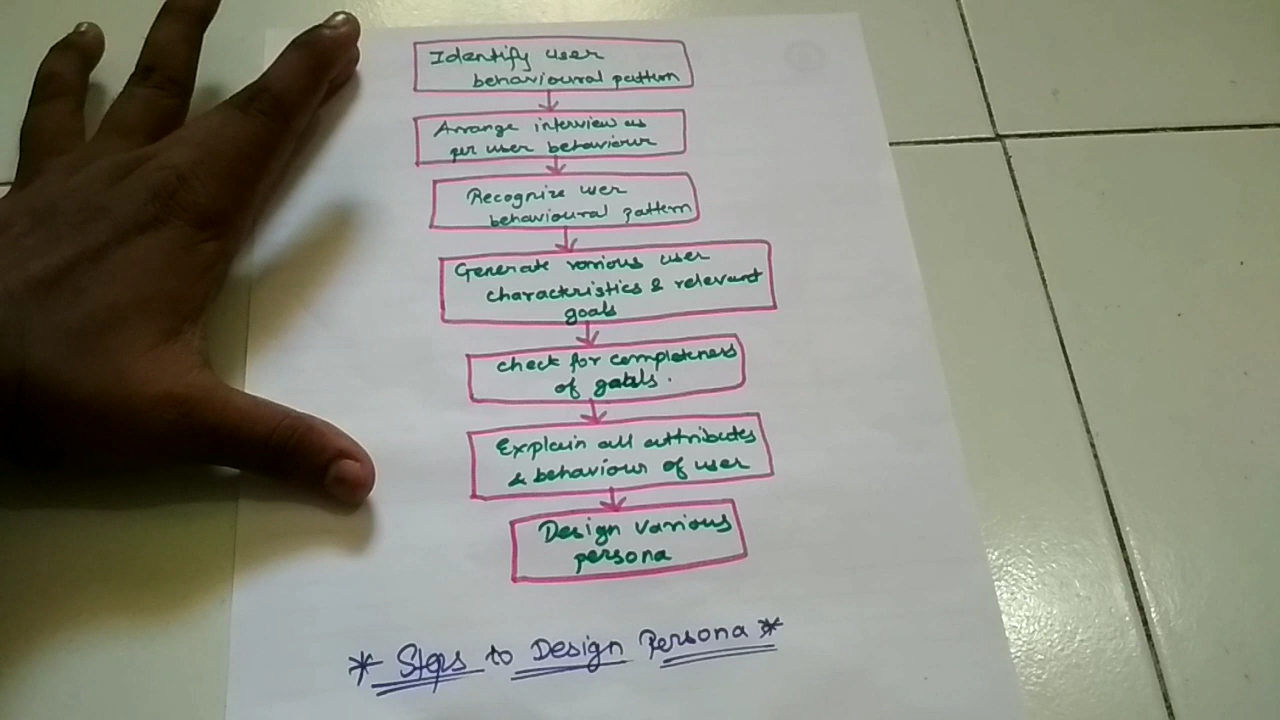 Identify user
behavioural pattern
Arrange interview as
per user behaviour
Recognize user
behavioural pattern
Generate various user
characteristics & relevant
goals
check for completeness
of goals.
Explain all attributes
& behaviour of user
Design various
persona
* Steps to Design Persona *